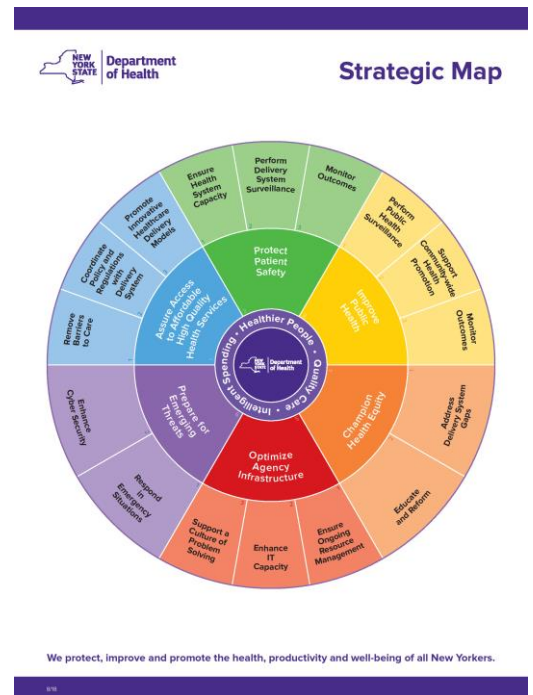 NEW
YORK
STATE
Department
of Health
Strategic Map
Ensure
Health
System
Capacity
Perform
Delivery
System
Surveillance
Monitor
Outcomes
Protect
Patient
Safety
Perform
Public
Health
Surveillance
Support
Community-wide
Health
Promotion
Monitor
Outcomes
Improve
Public
Health
Address
Delivery System
Gaps
Educate
and Reform
Champion
Health Equity
Ensure
Ongoing
Resource
Management
Enhance
IT
Capacity
Support a
Culture of
Problem
Solving
Optimize
Agency
Infrastructure
Respond
in
Emergency
Situations
Enhance
Cyber Security
Prepare for
Emerging
Threats
Remove
Barriers
to Care
Coordinate
Policy and
Regulations
with
Delivery
System
Promote
Innovative
Healthcare
Delivery
Models
Assure Access
to Affordable
High Quality
Health Services
Healthier People • Quality Care • Intelligent Spending •
NEW
YORK
STATE
Department
of Health
We protect, improve and promote the health, productivity and well-being of all New Yorkers.